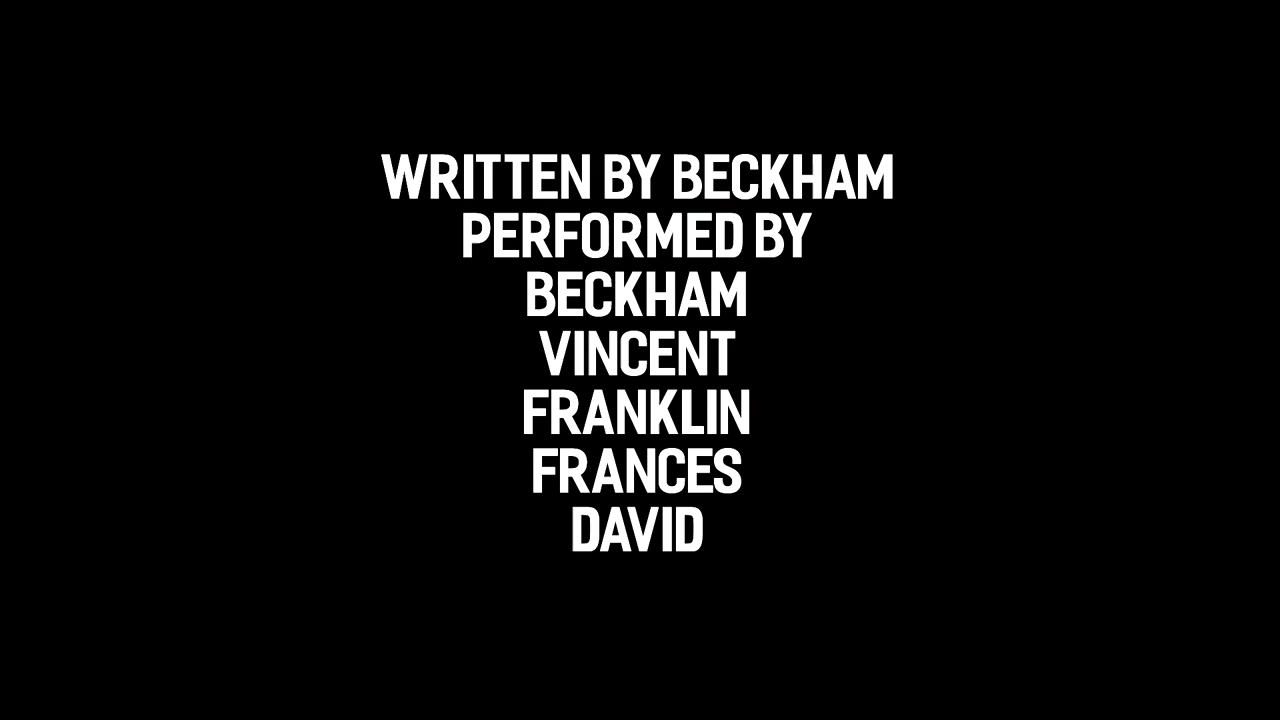 WRITTEN BY BECKHAM
PERFORMED BY
BECKHAM
VINCENT
FRANKLIN
FRANCES
DAVID